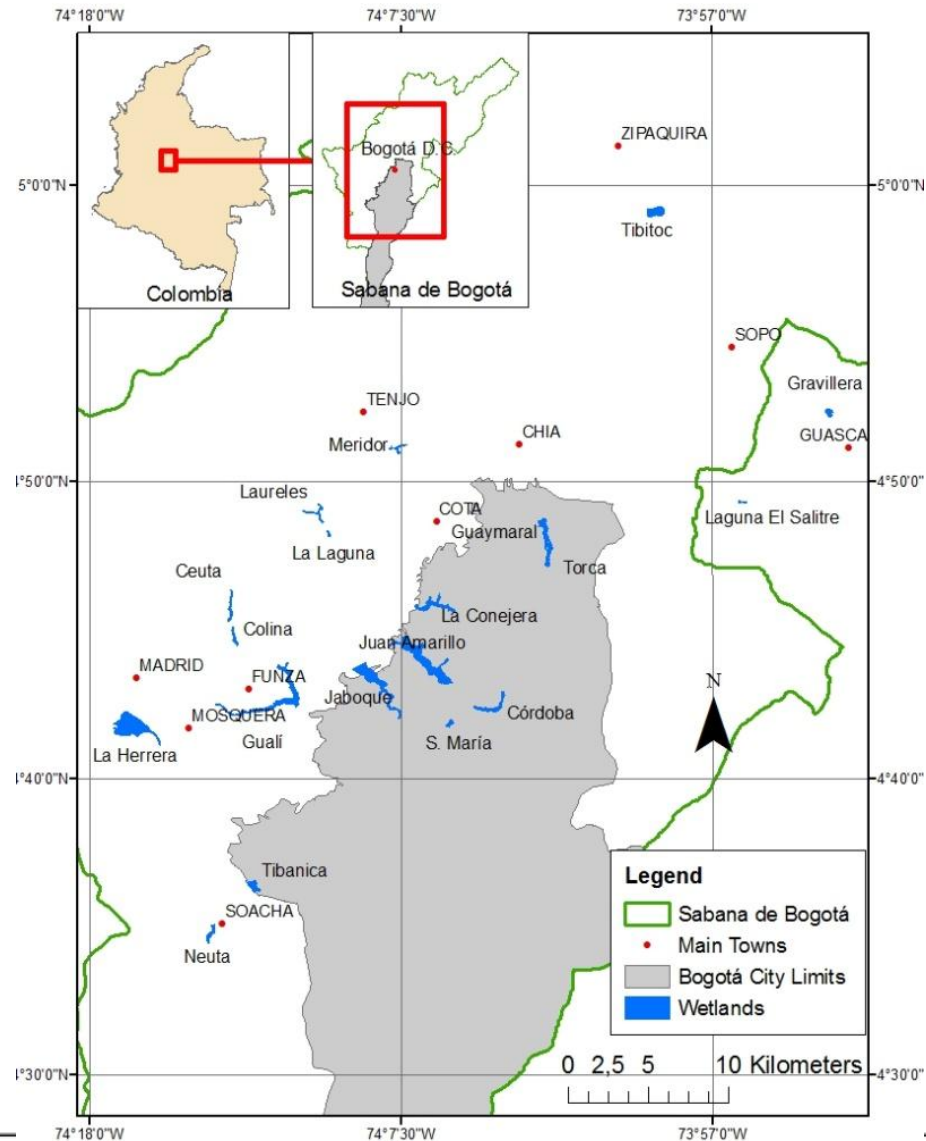 74°18'0"W 74°7'30"W 73°57'0"W
Bogotá D.C
Colombia
Sabana de Bogotá
ZIPAQUIRA
5°0'0"N 5°0'0"N
Tibitoc
SOPO
Gravillera
TENJO
CHIA
GUASCA
Meridor
4°50'0"N 4°50'0"
Laureles
COTA
Laguna El Salitre
Guaymaral
La Laguna
Torca
Ceuta
La Conejera
Colina
Juan Amarillo
MADRID
FUNZA
N
Jaboque
MOSQUERA
Córdoba
Gualí
S. María
La Herrera
4°40'0"N 4°40'0"
Tibanica
SOACHA
Neuta
Legend
Sabana de Bogotá
Main Towns
Bogotá City Limits
Wetlands
0 2,5 5 10 Kilometers
4°30'0"N 4°30'0"
74°18'0"W 74°7'30"W 73°57'0"W